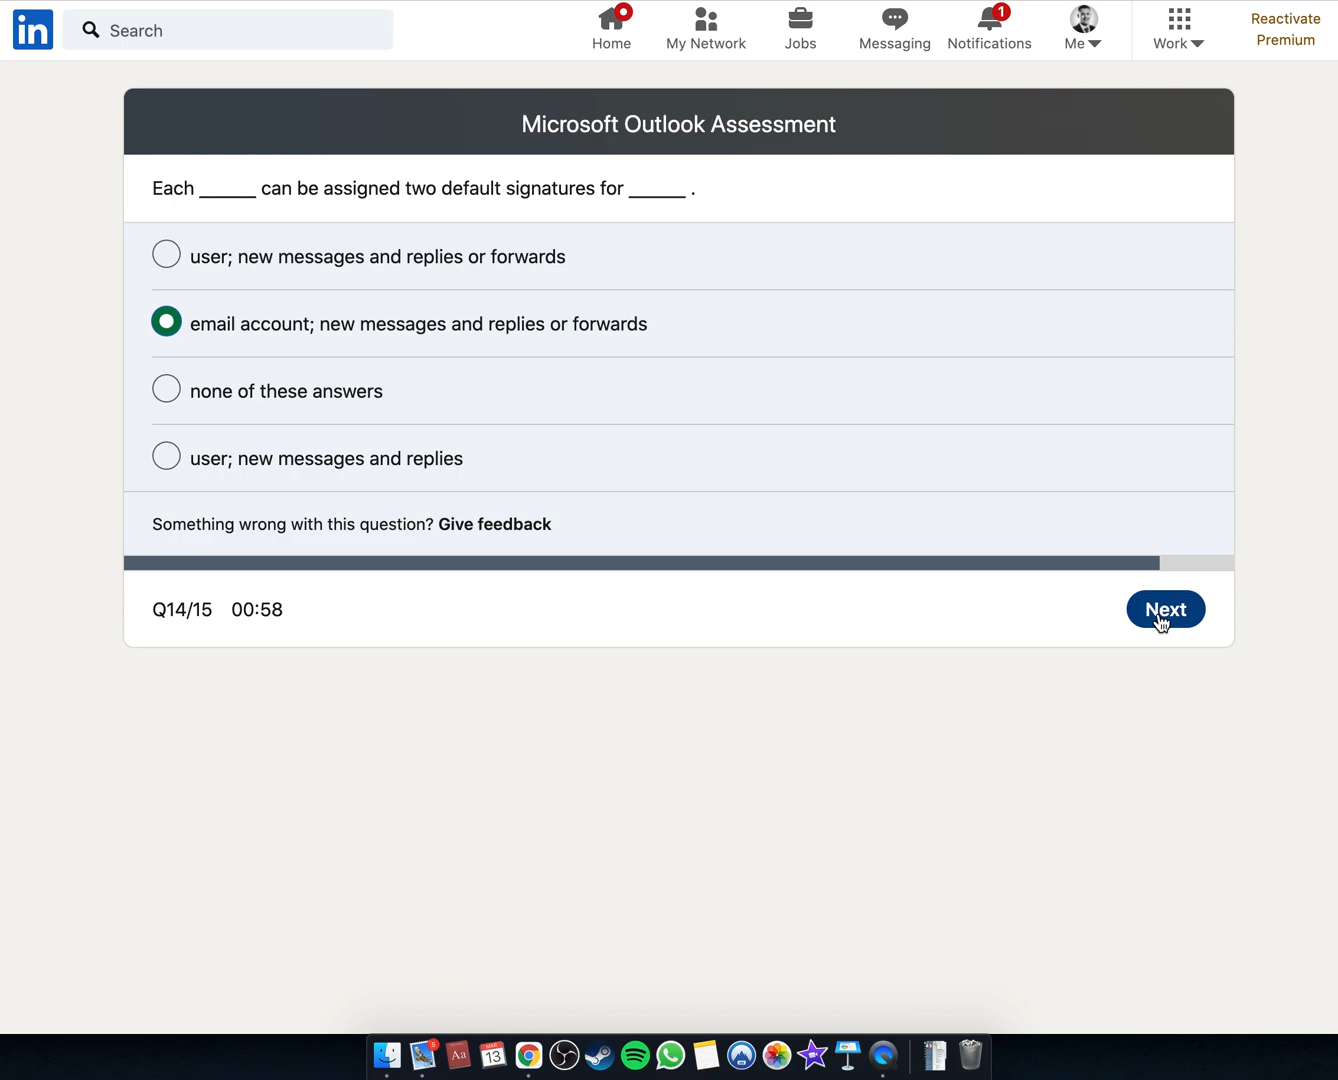 in
Search
Home
My Network
Jobs
Messaging
1
Notifications
Me
Work
Reactivate
Premium
Microsoft Outlook Assessment
Each ______ can be assigned two default signatures for ______ .
user; new messages and replies or forwards
email account; new messages and replies or forwards
none of these answers
user; new messages and replies
Something wrong with this question? Give feedback
Q14/15 00:58
Next
Aa
MAR
13